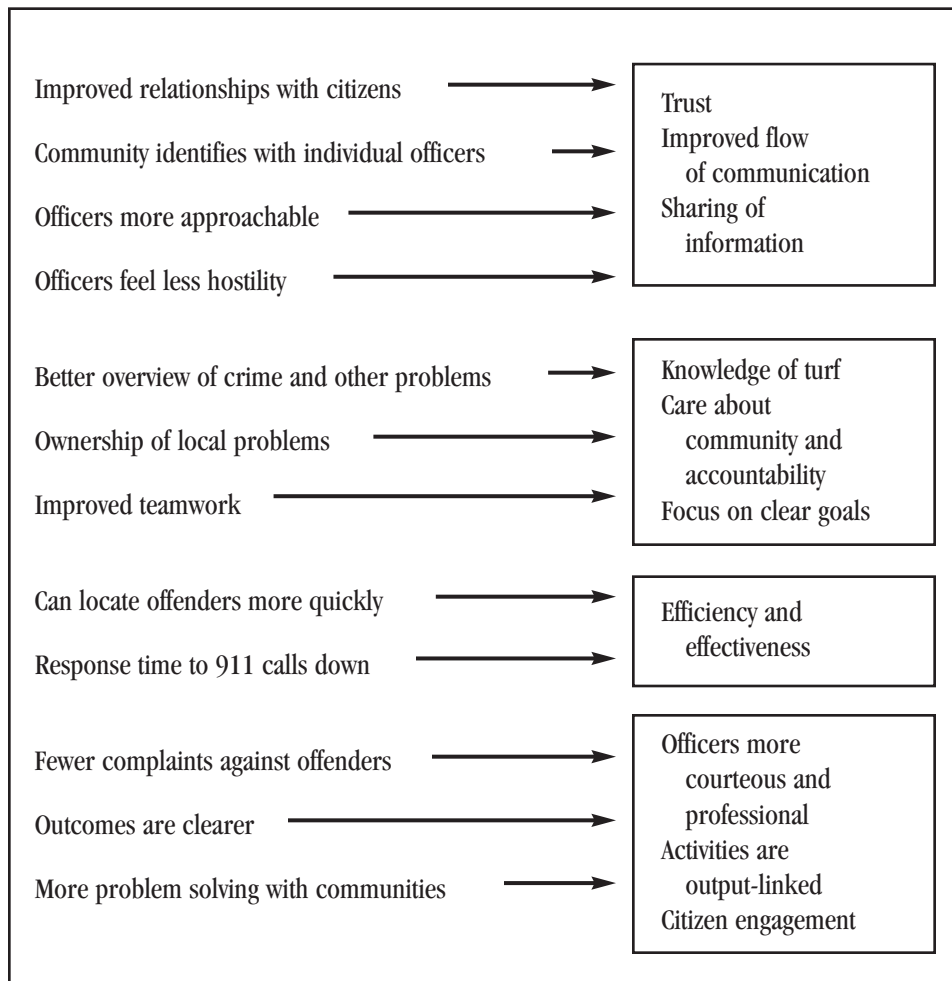 Improved relationships with citizens
Community identifies with individual officers
Officers more approachable
Officers feel less hostility
Trust
Improved flow
of communication
Sharing of
information
Better overview of crime and other problems
Ownership of local problems
Improved teamwork
Knowledge of turf
Care about
community and
accountability
Focus on clear goals
Can locate offenders more quickly
Response time to 911 calls down
Efficiency and
effectiveness
Fewer complaints against offenders
Outcomes are clearer
More problem solving with communities
Officers more
courteous and
professional
Activities are
output-linked
Citizen engagement